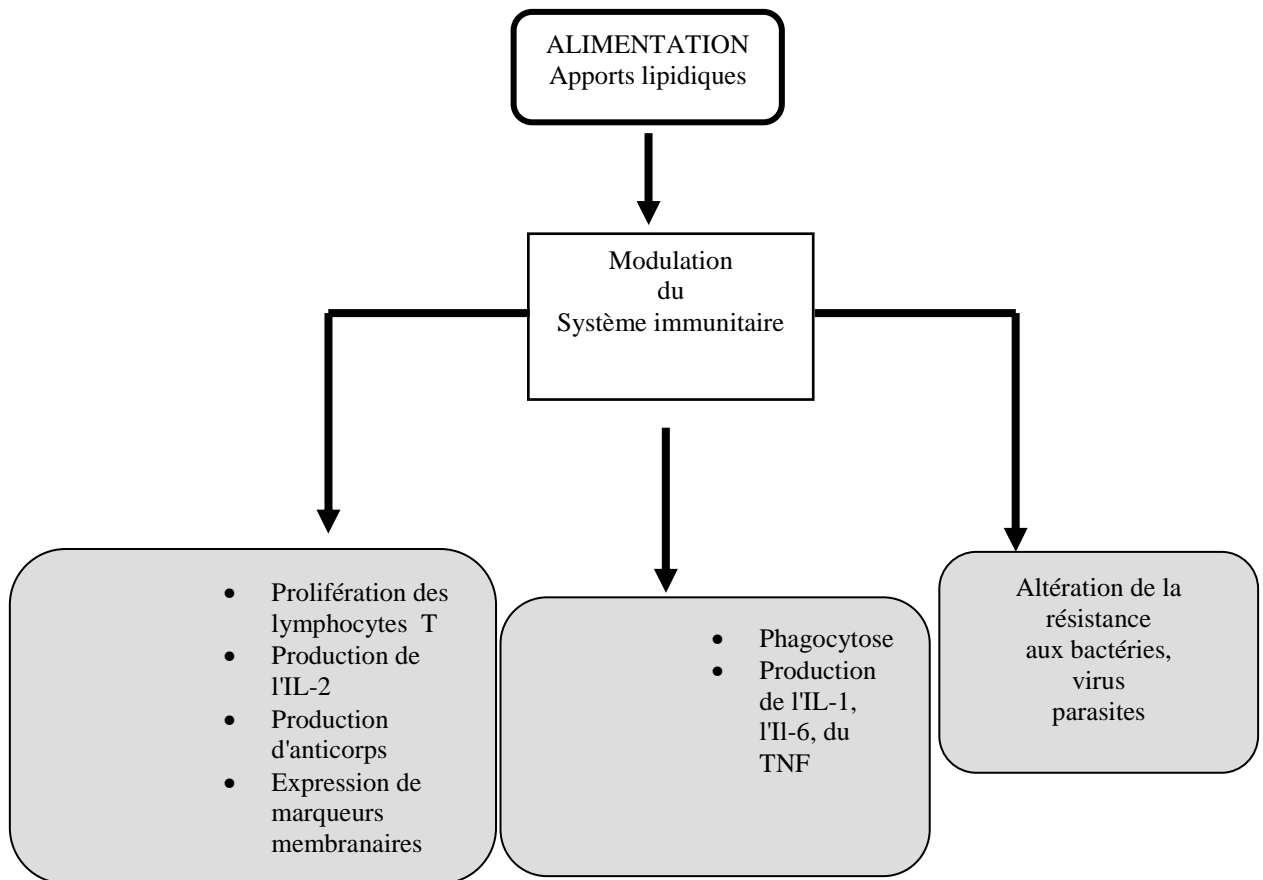 ALIMENTATION
Apports lipidiques
Modulation
du
Système immunitaire
• Prolifération des
lymphocytes T
• Production de
l'IL-2
• Production
d'anticorps
• Expression de
marqueurs
membranaires
• Phagocytose
• Production
de l'IL-1,
l'Il-6, du
TNF
Altération de la
résistance
aux bactéries,
virus
parasites